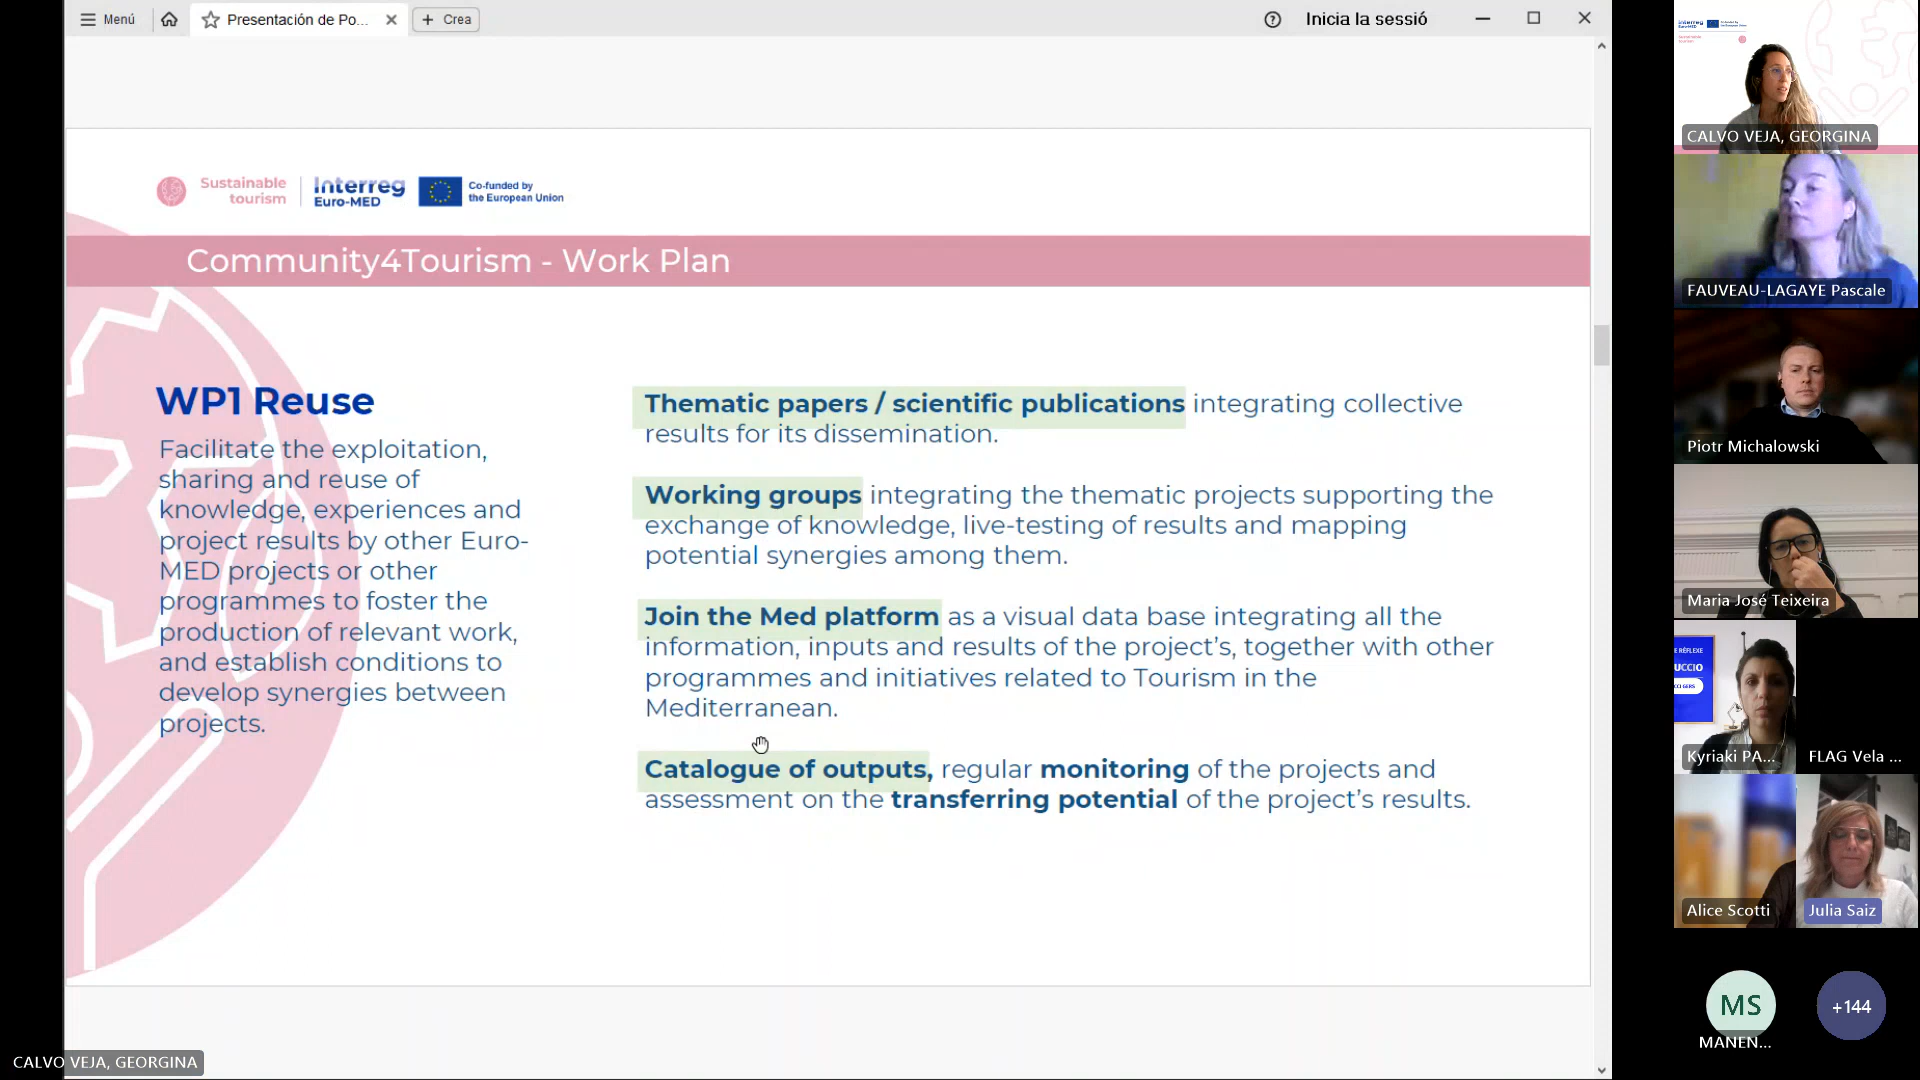 Menú
Presentación de Po...
Crea
Inicia la sessió
Sustainable
tourism
Interreg
Euro-MED
Co-funded by
the European Union
Community4Tourism - Work Plan
WP1 Reuse
Facilitate the exploitation,
sharing and reuse of
knowledge, experiences and
project results by other Euro-
MED projects or other
programmes to foster the
production of relevant work,
and establish conditions to
develop synergies between
projects.
Thematic papers / scientific publications integrating collective
results for its dissemination.
Working groups integrating the thematic projects supporting the
exchange of knowledge, live-testing of results and mapping
potential synergies among them.
Join the Med platform as a visual data base integrating all the
information, inputs and results of the project's, together with other
programmes and initiatives related to Tourism in the
Mediterranean.
Catalogue of outputs, regular monitoring of the projects and
assessment on the transferring potential of the project's results.
CALVO VEJA, GEORGINA
Interreg
CALVO VEJA, GEORGINA
FAUVEAU-LAGAYE Pascale
Piotr Michalowski
Maria José Teixeira
E RÉFLEXE
UCCIO
CCI GERS
Kyriaki PA...
FLAG Vela ...
Alice Scotti
Julia Saiz
MS
MANEN...
+144